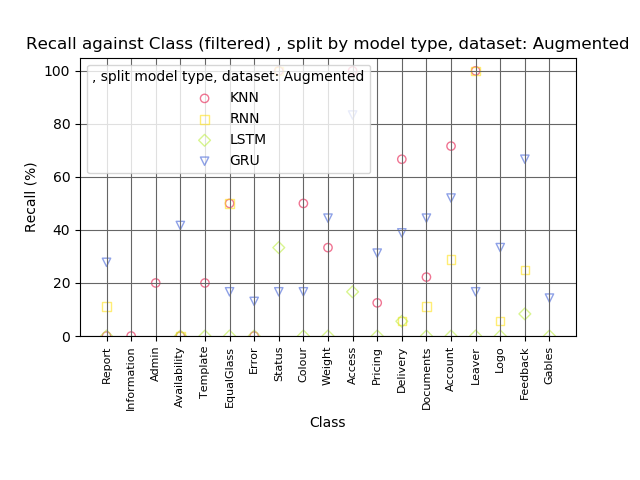 Recall against Class (filtered) , split by model type, dataset: Augmented
, split model type, dataset: Augmented
KNN
RNN
LSTM
GRU
100
80
60
40
20
0
Recall (%)
Report
Information
Admin
Availability
Template
EqualGlass
Error
Status
Colour
Weight
Access
Pricing
Delivery
Documents
Account
Leaver
Logo
Feedback
Gables
Class